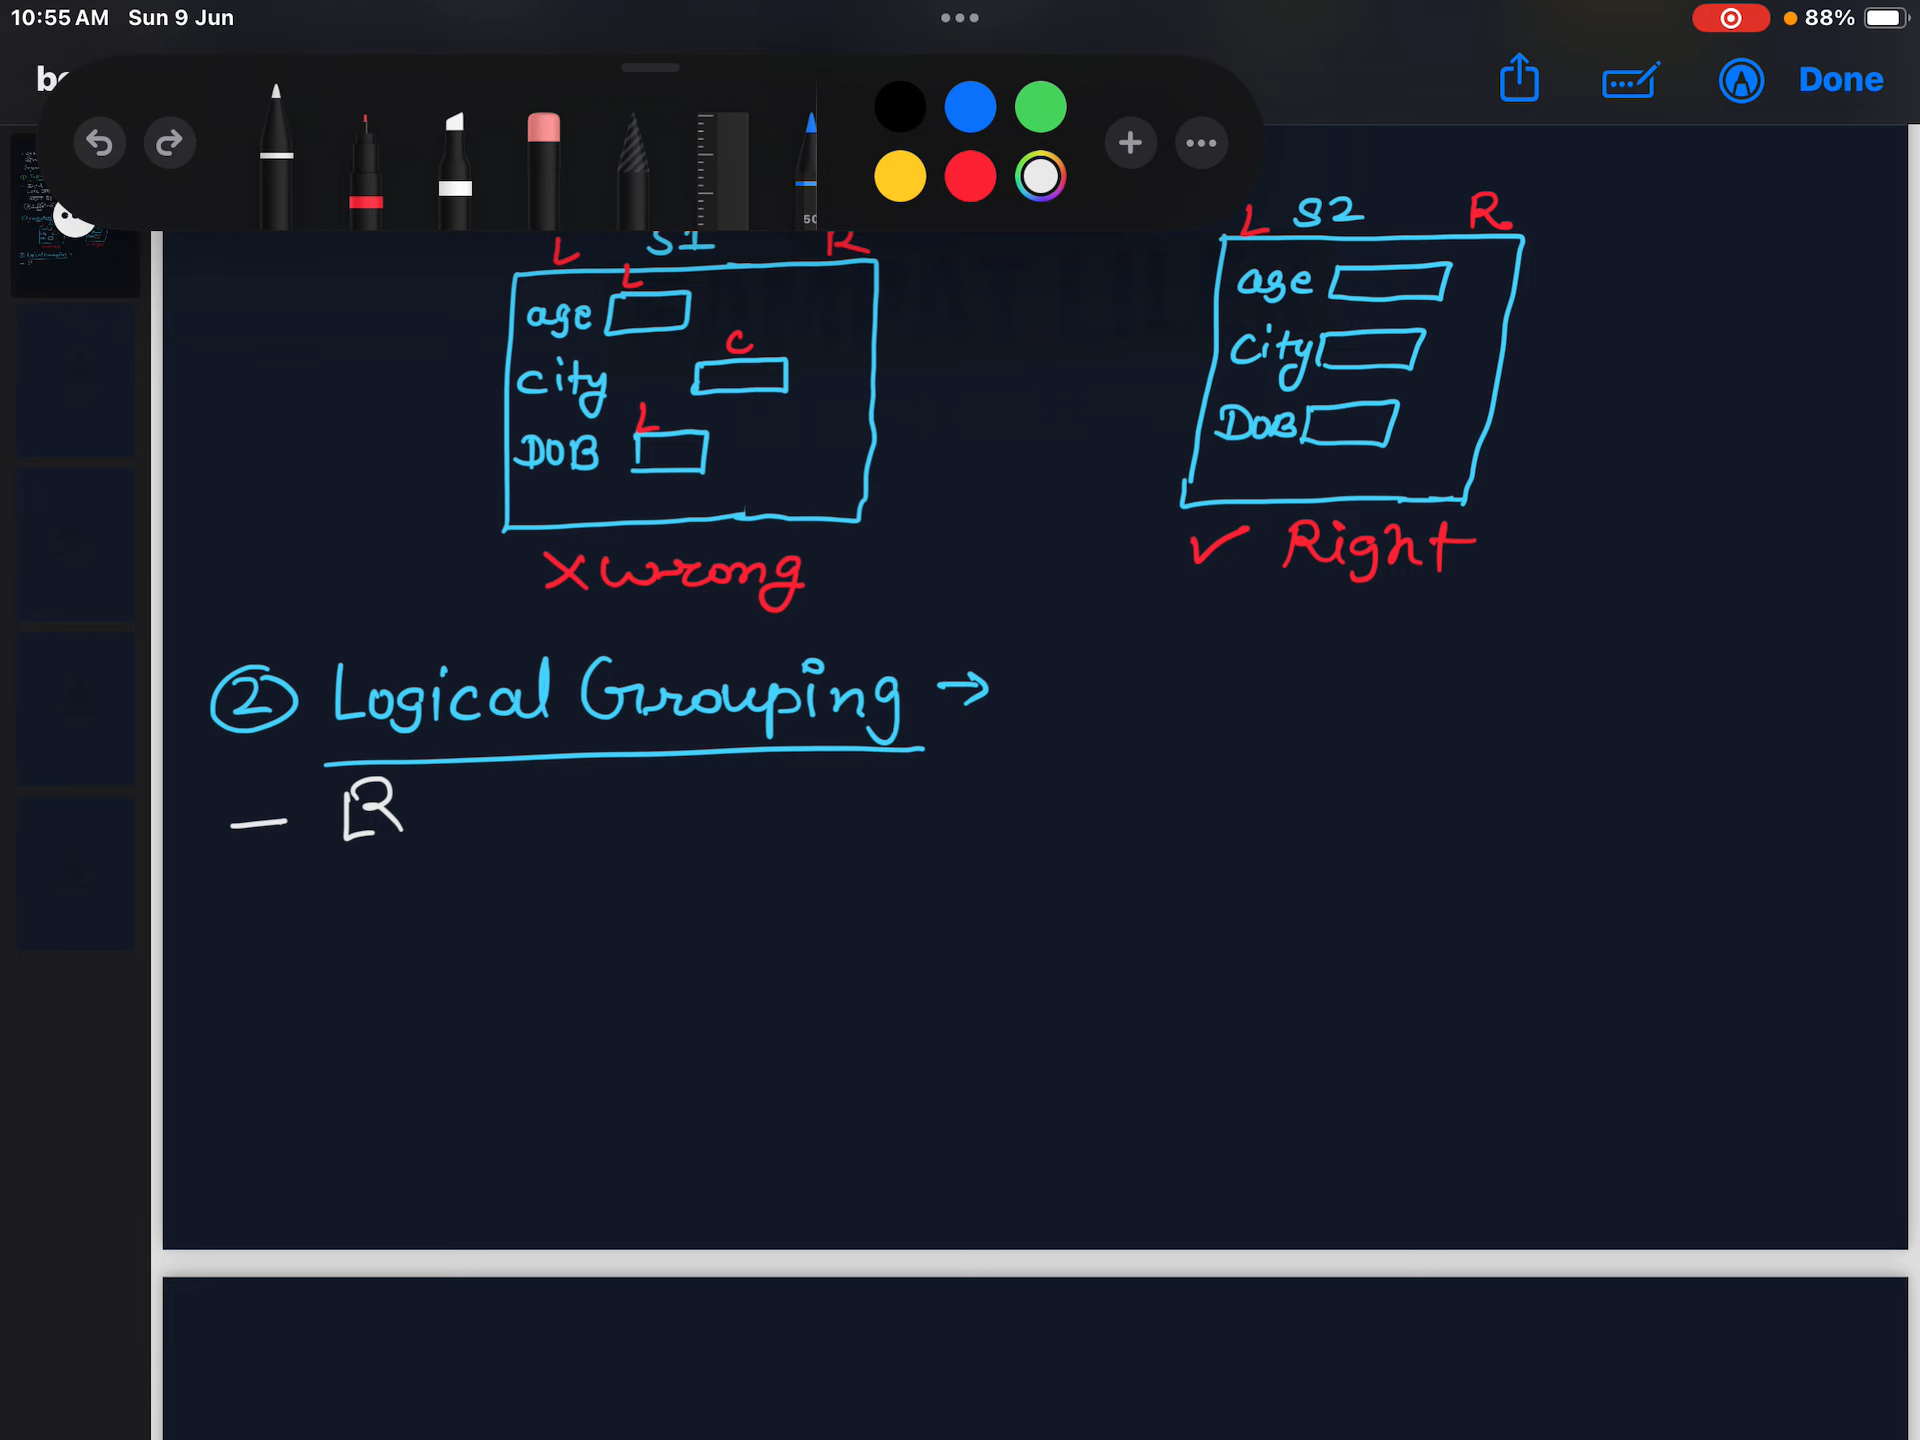 10:55 AM Sun 9 Jun
88%
Done
50
L S1 R
L
age
C
city
L
DOB
X wrong
L S2 R
age
City
DOB
✓ Right
② Logical Grouping →
— R